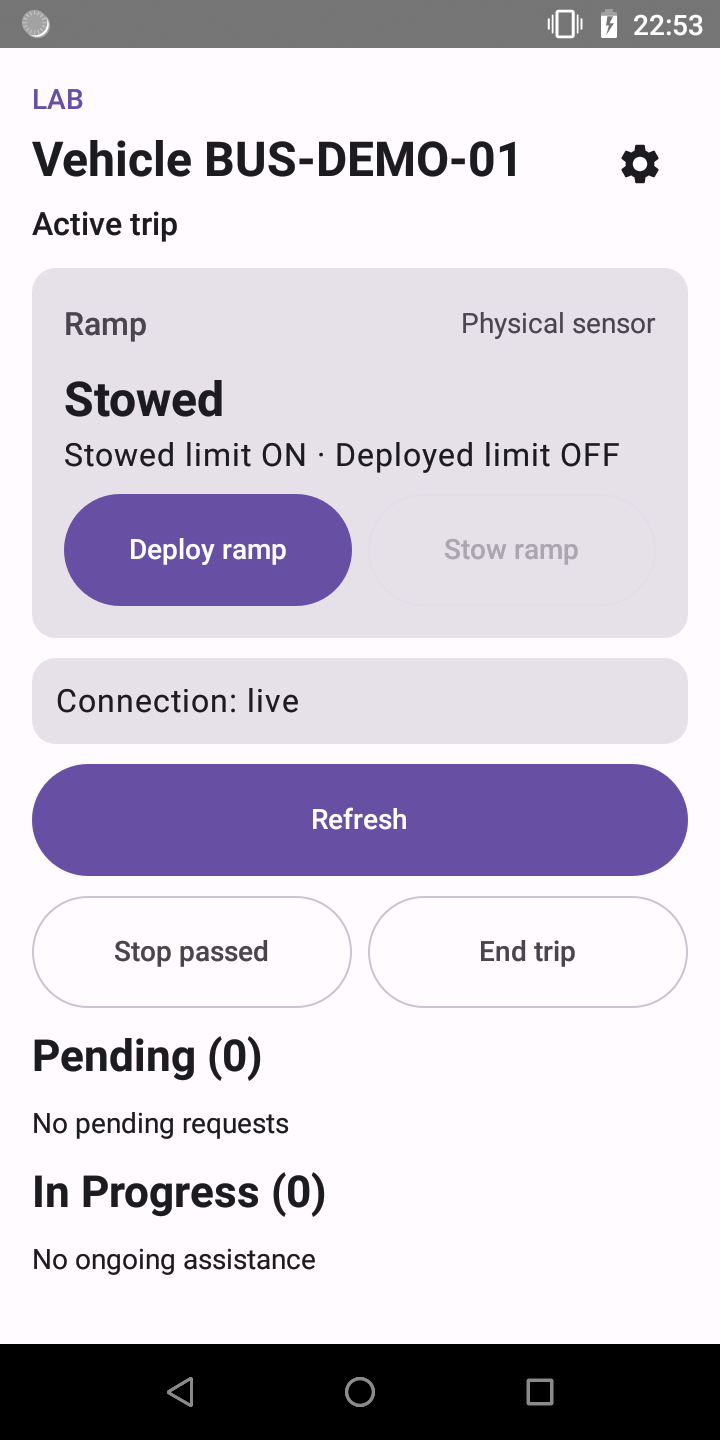 22:53
LAB
Vehicle BUS-DEMO-01
Active trip
Ramp Physical sensor
Stowed
Stowed limit ON · Deployed limit OFF
Deploy ramp Stow ramp
Connection: live
Refresh
Stop passed End trip
Pending (0)
No pending requests
In Progress (0)
No ongoing assistance